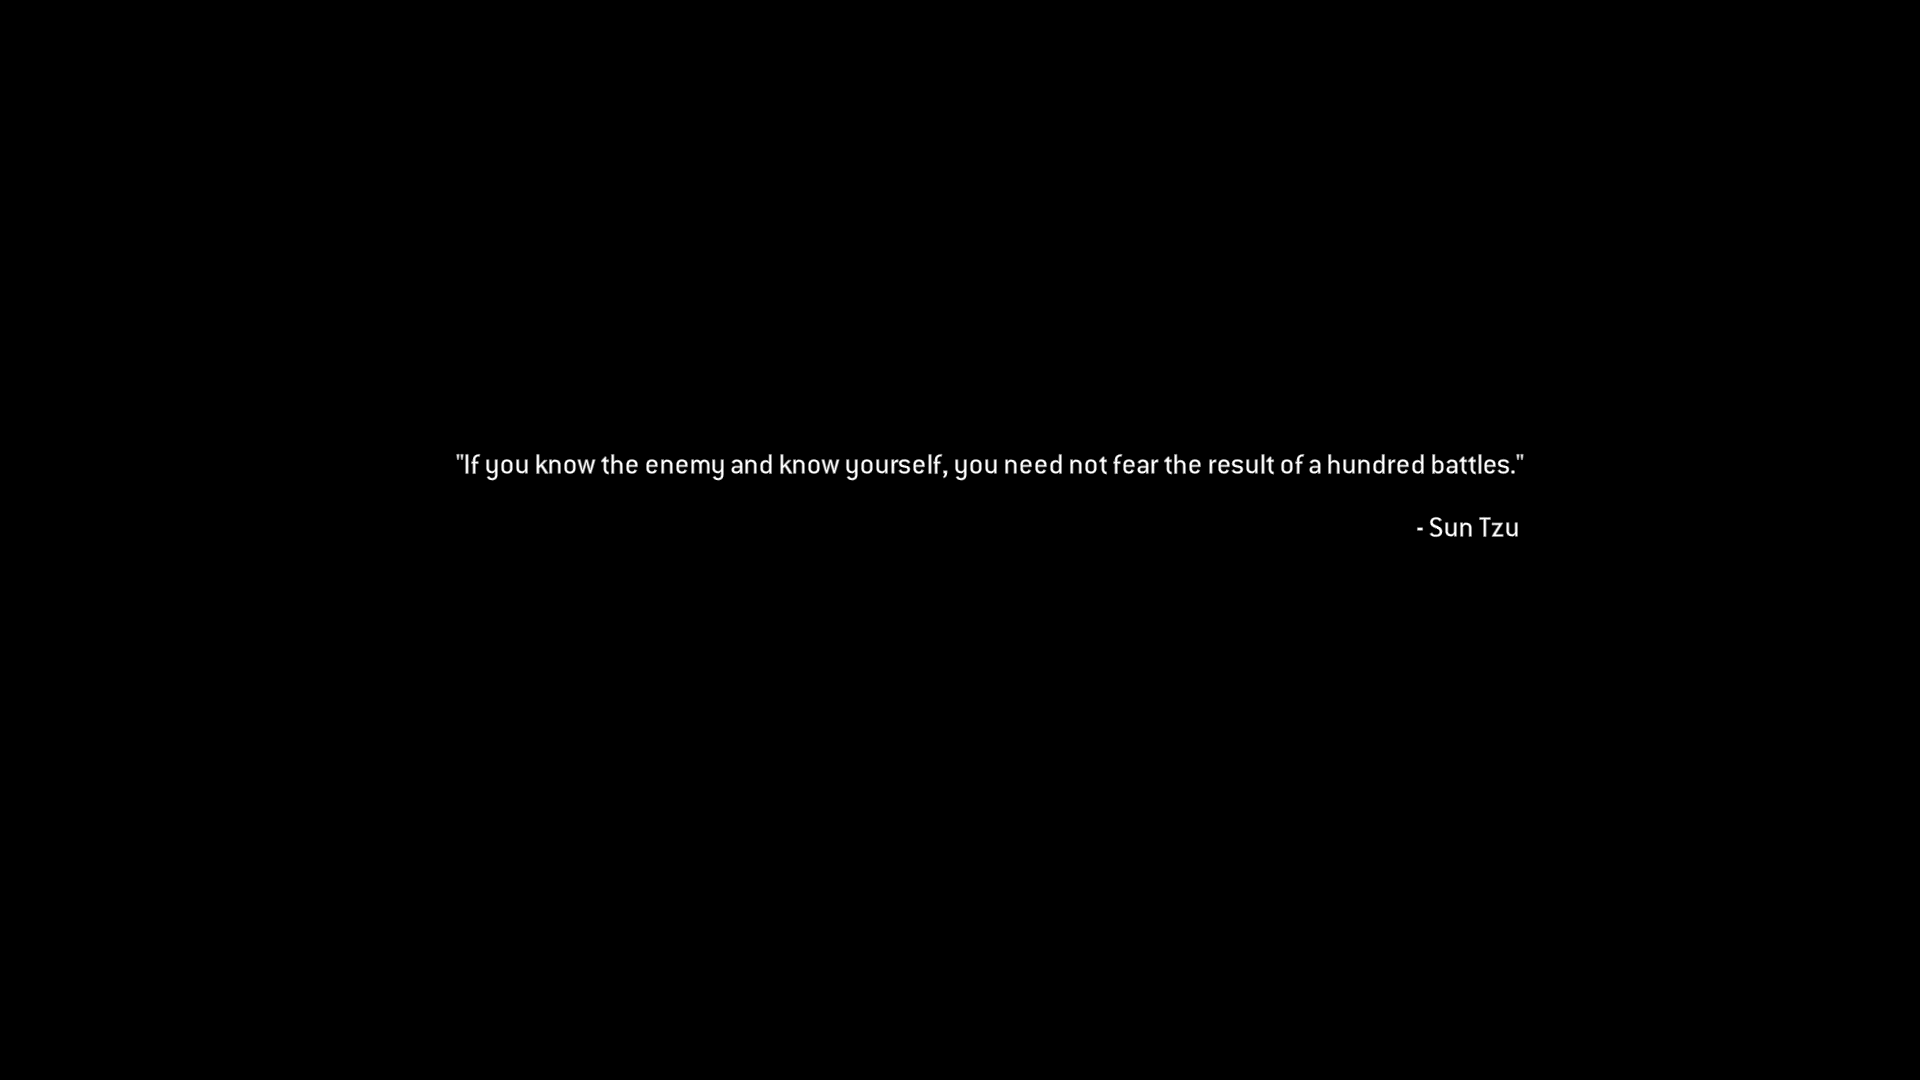 "If you know the enemy and know yourself, you need not fear the result of a hundred battles."
- Sun Tzu